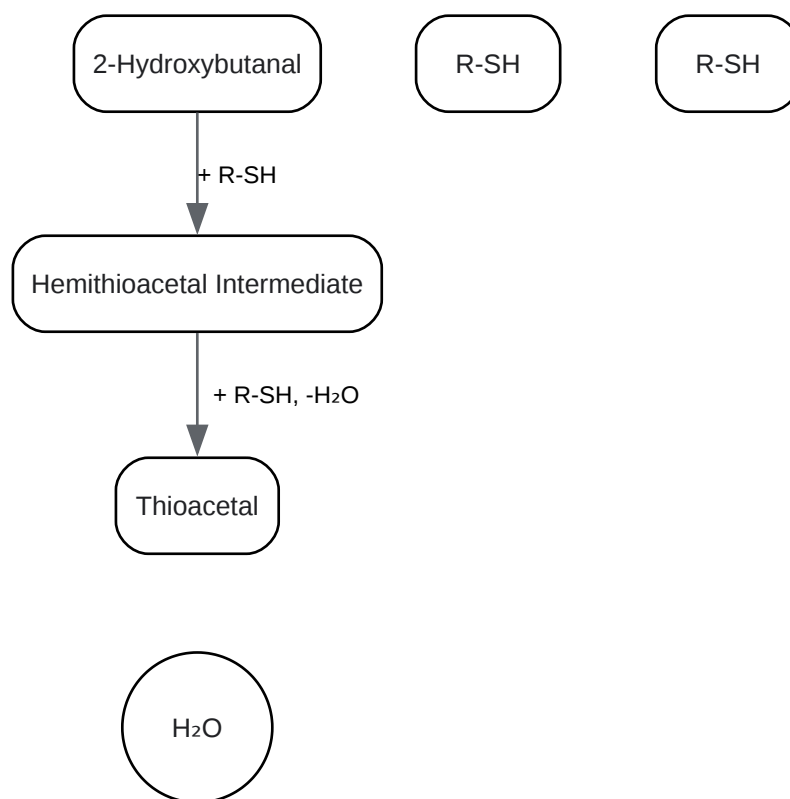 2-Hydroxybutanal
R-SH
R-SH
+ R-SH
Hemithioacetal Intermediate
+ R-SH, -H₂O
Thioacetal
H₂O